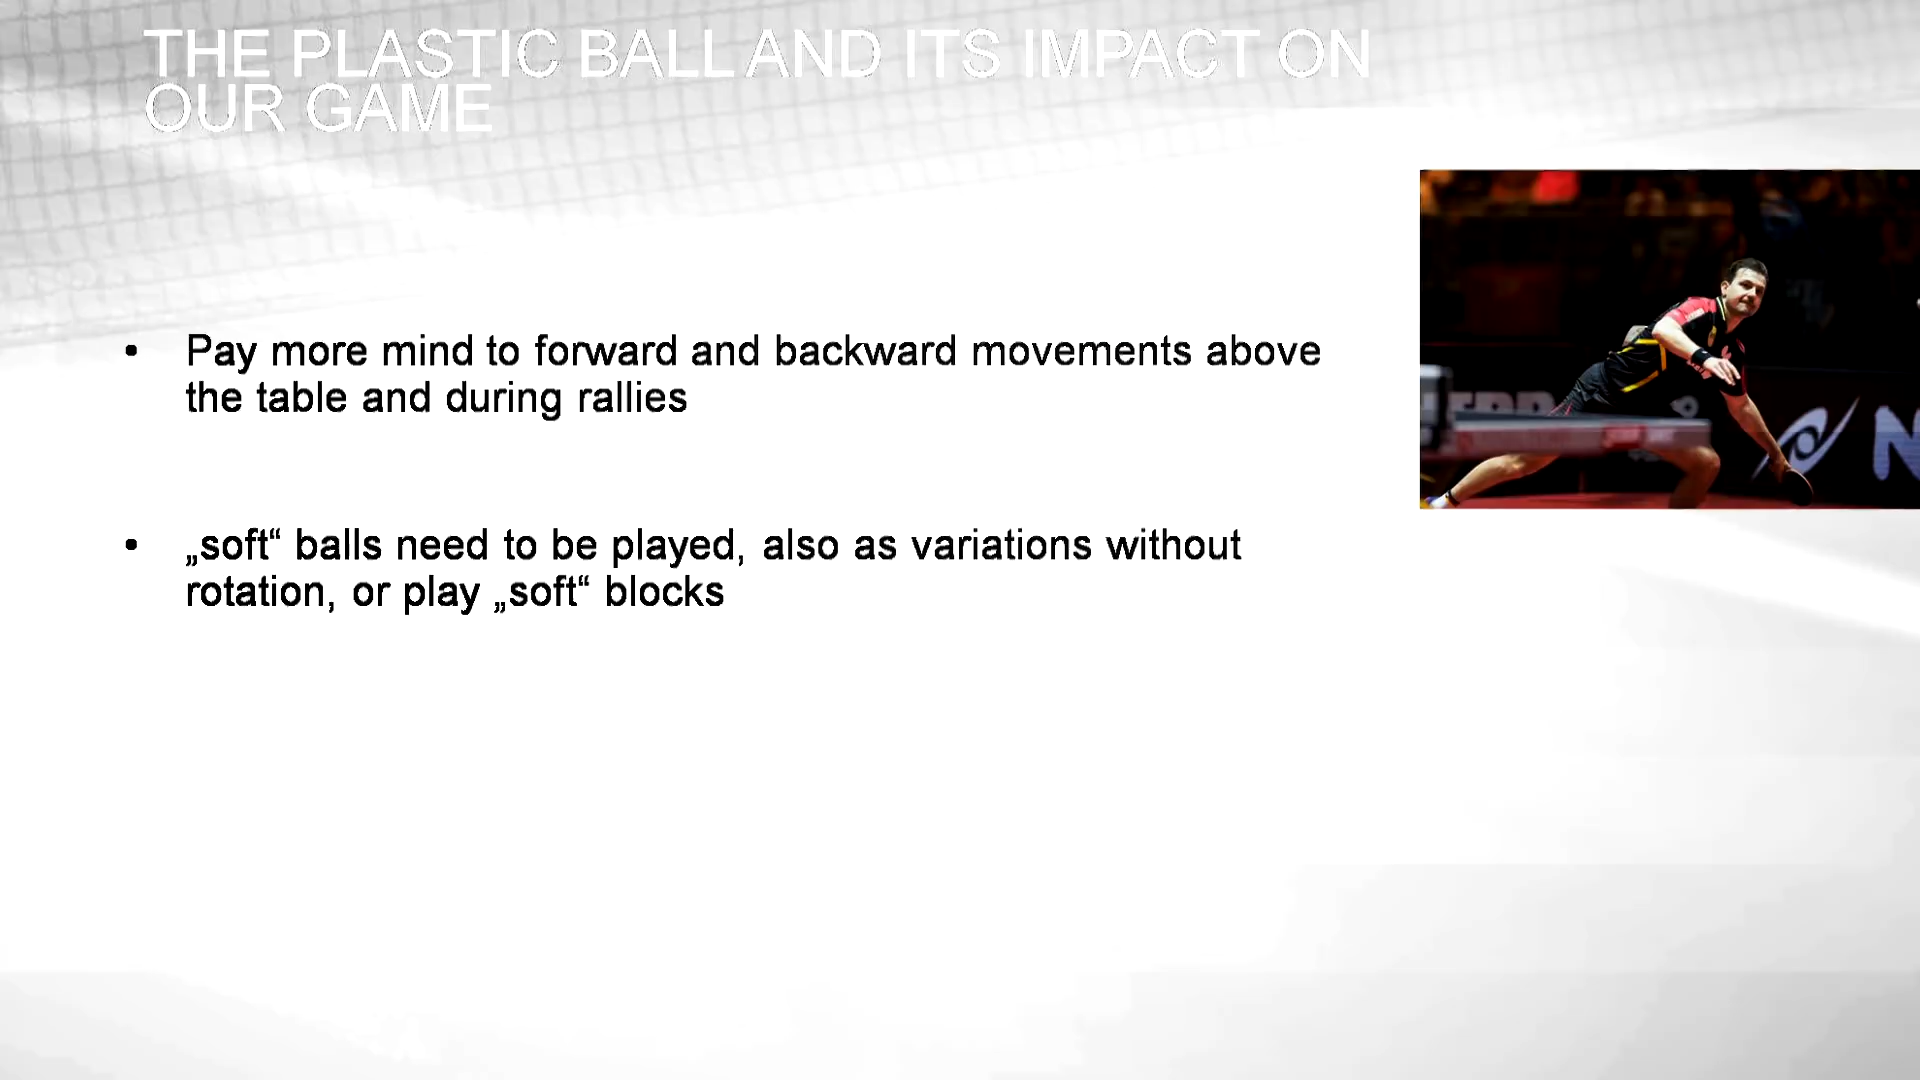 THE PLASTIC BALL AND ITS IMPACT ON
OUR GAME
• Pay more mind to forward and backward movements above
the table and during rallies
• „soft“ balls need to be played, also as variations without
rotation, or play „soft“ blocks